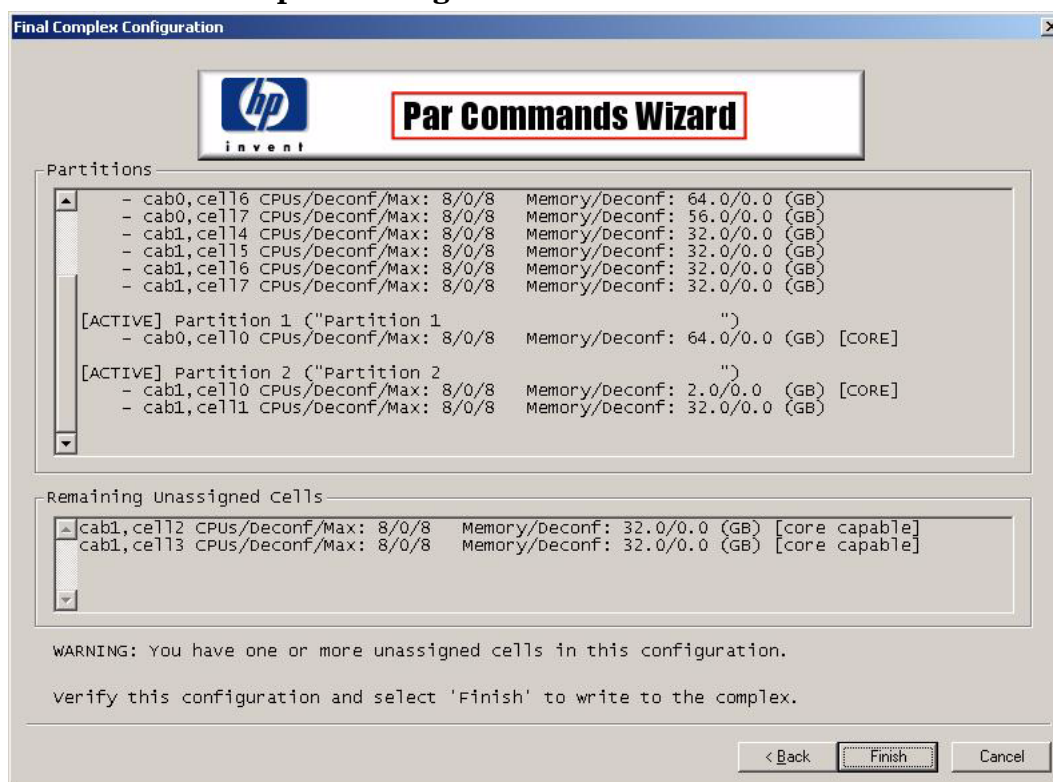 Final Complex Configuration
hp
invent
Par Commands Wizard
Partitions
- cab0,cell6 CPUs/Deconf/Max: 8/0/8 Memory/Deconf: 64.0/0.0 (GB)
- cab0,cell7 CPUs/Deconf/Max: 8/0/8 Memory/Deconf: 56.0/0.0 (GB)
- cab1,cell4 CPUs/Deconf/Max: 8/0/8 Memory/Deconf: 32.0/0.0 (GB)
- cab1,cell5 CPUs/Deconf/Max: 8/0/8 Memory/Deconf: 32.0/0.0 (GB)
- cab1,cell6 CPUs/Deconf/Max: 8/0/8 Memory/Deconf: 32.0/0.0 (GB)
- cab1,cell7 CPUs/Deconf/Max: 8/0/8 Memory/Deconf: 32.0/0.0 (GB)
[ACTIVE] Partition 1 ("Partition 1 ")
- cab0,cell0 CPUs/Deconf/Max: 8/0/8 Memory/Deconf: 64.0/0.0 (GB) [CORE]
[ACTIVE] Partition 2 ("Partition 2 ")
- cab1,cell0 CPUs/Deconf/Max: 8/0/8 Memory/Deconf: 2.0/0.0 (GB) [CORE]
- cab1,cell1 CPUs/Deconf/Max: 8/0/8 Memory/Deconf: 32.0/0.0 (GB)
Remaining Unassigned Cells
cab1,cell2 CPUs/Deconf/Max: 8/0/8 Memory/Deconf: 32.0/0.0 (GB) [core capable]
cab1,cell3 CPUs/Deconf/Max: 8/0/8 Memory/Deconf: 32.0/0.0 (GB) [core capable]
WARNING: You have one or more unassigned cells in this configuration.
Verify this configuration and select 'Finish' to write to the complex.
< Back Finish Cancel